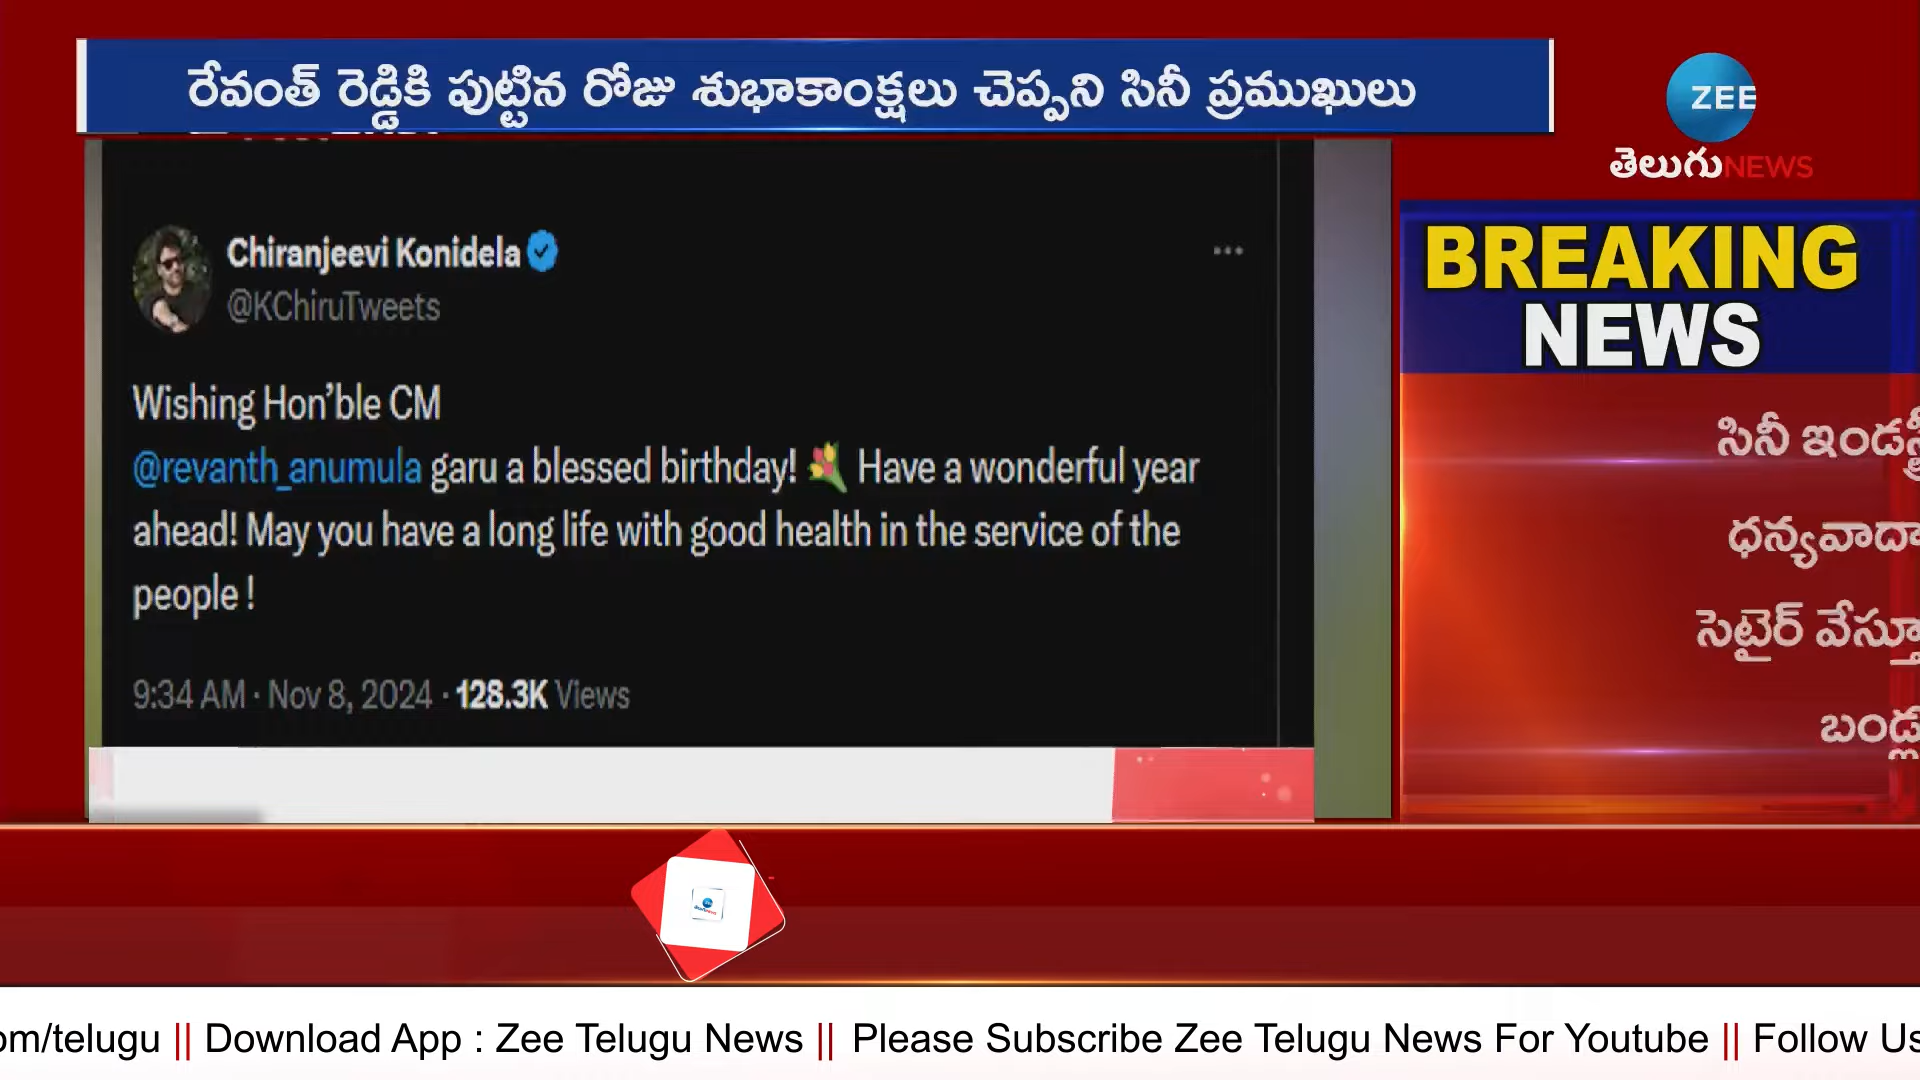 రేవంత్ రెడ్డికి పుట్టిన రోజు శుభాకాంక్షలు చెప్పని సినీ ప్రముఖులు
ZEE
తెలుగు NEWS
Chiranjeevi Konidela
@KChiruTweets
Wishing Hon’ble CM
@revanth_anumula garu a blessed birthday! 💐 Have a wonderful year
ahead! May you have a long life with good health in the service of the
people !
9:34 AM · Nov 8, 2024 · 128.3K Views
BREAKING
NEWS
సినీ
సెటైర్
om/telugu || Download App : Zee Telugu News || Please Subscribe Zee Telugu News For Youtube || Follow Us